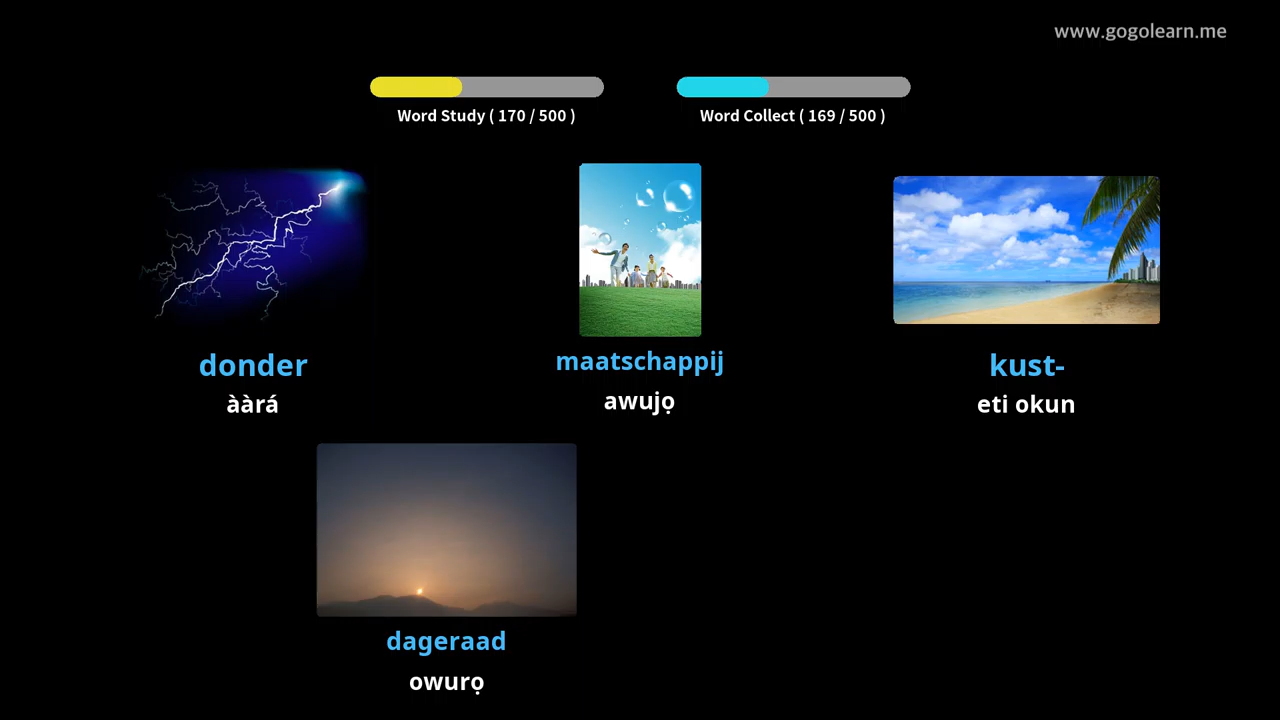 www.gogolearn.me
Word Study ( 170 / 500 )
Word Collect ( 169 / 500 )
donder
ààrá
maatschappij
awujọ
kust-
eti okun
dageraad
owurọ